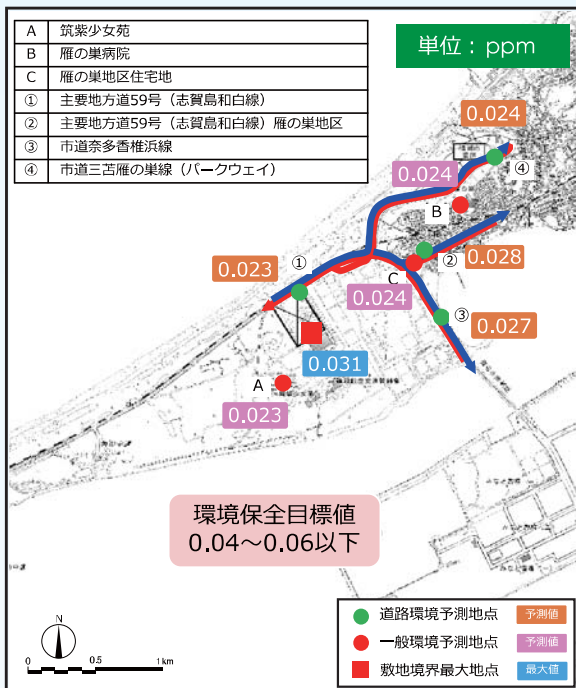 A 筑紫少女苑
B 雁の巣病院
C 雁の巣地区住宅地
① 主要地方道59号（志賀島和白線）
② 主要地方道59号（志賀島和白線）雁の巣地区
③ 市道奈多香椎浜線
④ 市道三苫雁の巣線（パークウェイ）
単位：ppm
0.024
④
0.024
B
①
0.023
②
0.028
C
0.024
③
0.027
0.031
A
0.023
環境保全目標値
0.04～0.06以下
N
0 0.5 1km
道路環境予測地点 予測値
一般環境予測地点 予測値
敷地境界最大地点 最大値